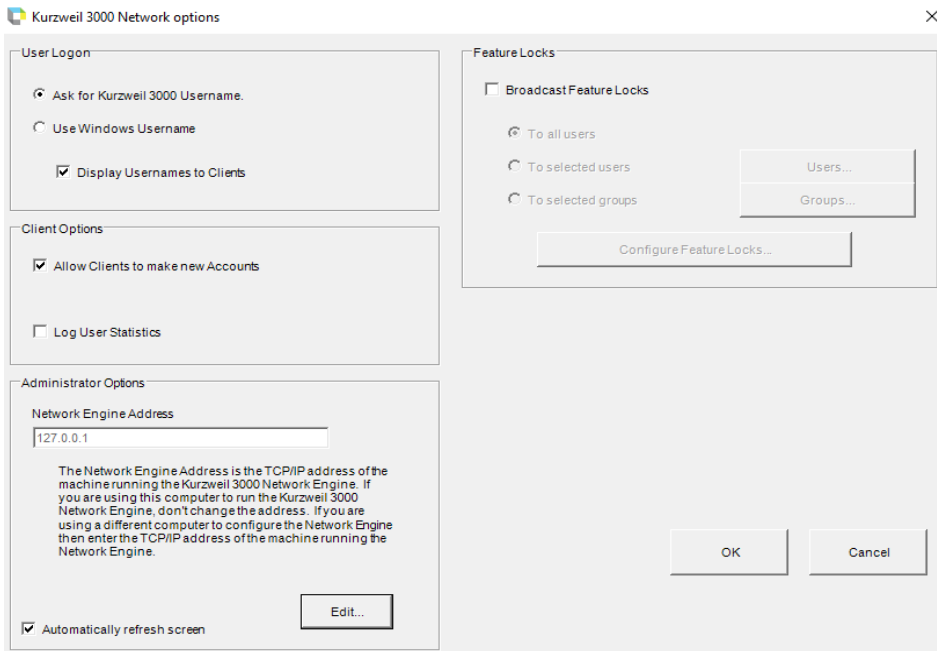 Kurzweil 3000 Network options
User Logon
Ask for Kurzweil 3000 Username.
Use Windows Username
Display Usernames to Clients
Client Options
Allow Clients to make new Accounts
Log User Statistics
Administrator Options
Network Engine Address
127.0.0.1
The Network Engine Address is the TCP/IP address of the
machine running the Kurzweil 3000 Network Engine. If
you are using this computer to run the Kurzweil 3000
Network Engine, don't change the address. If you are
using a different computer to configure the Network Engine
then enter the TCP/IP address of the machine running the
Network Engine.
Edit...
Automatically refresh screen
Feature Locks
Broadcast Feature Locks
To all users
To selected users
Users...
To selected groups
Groups...
Configure Feature Locks...
OK
Cancel